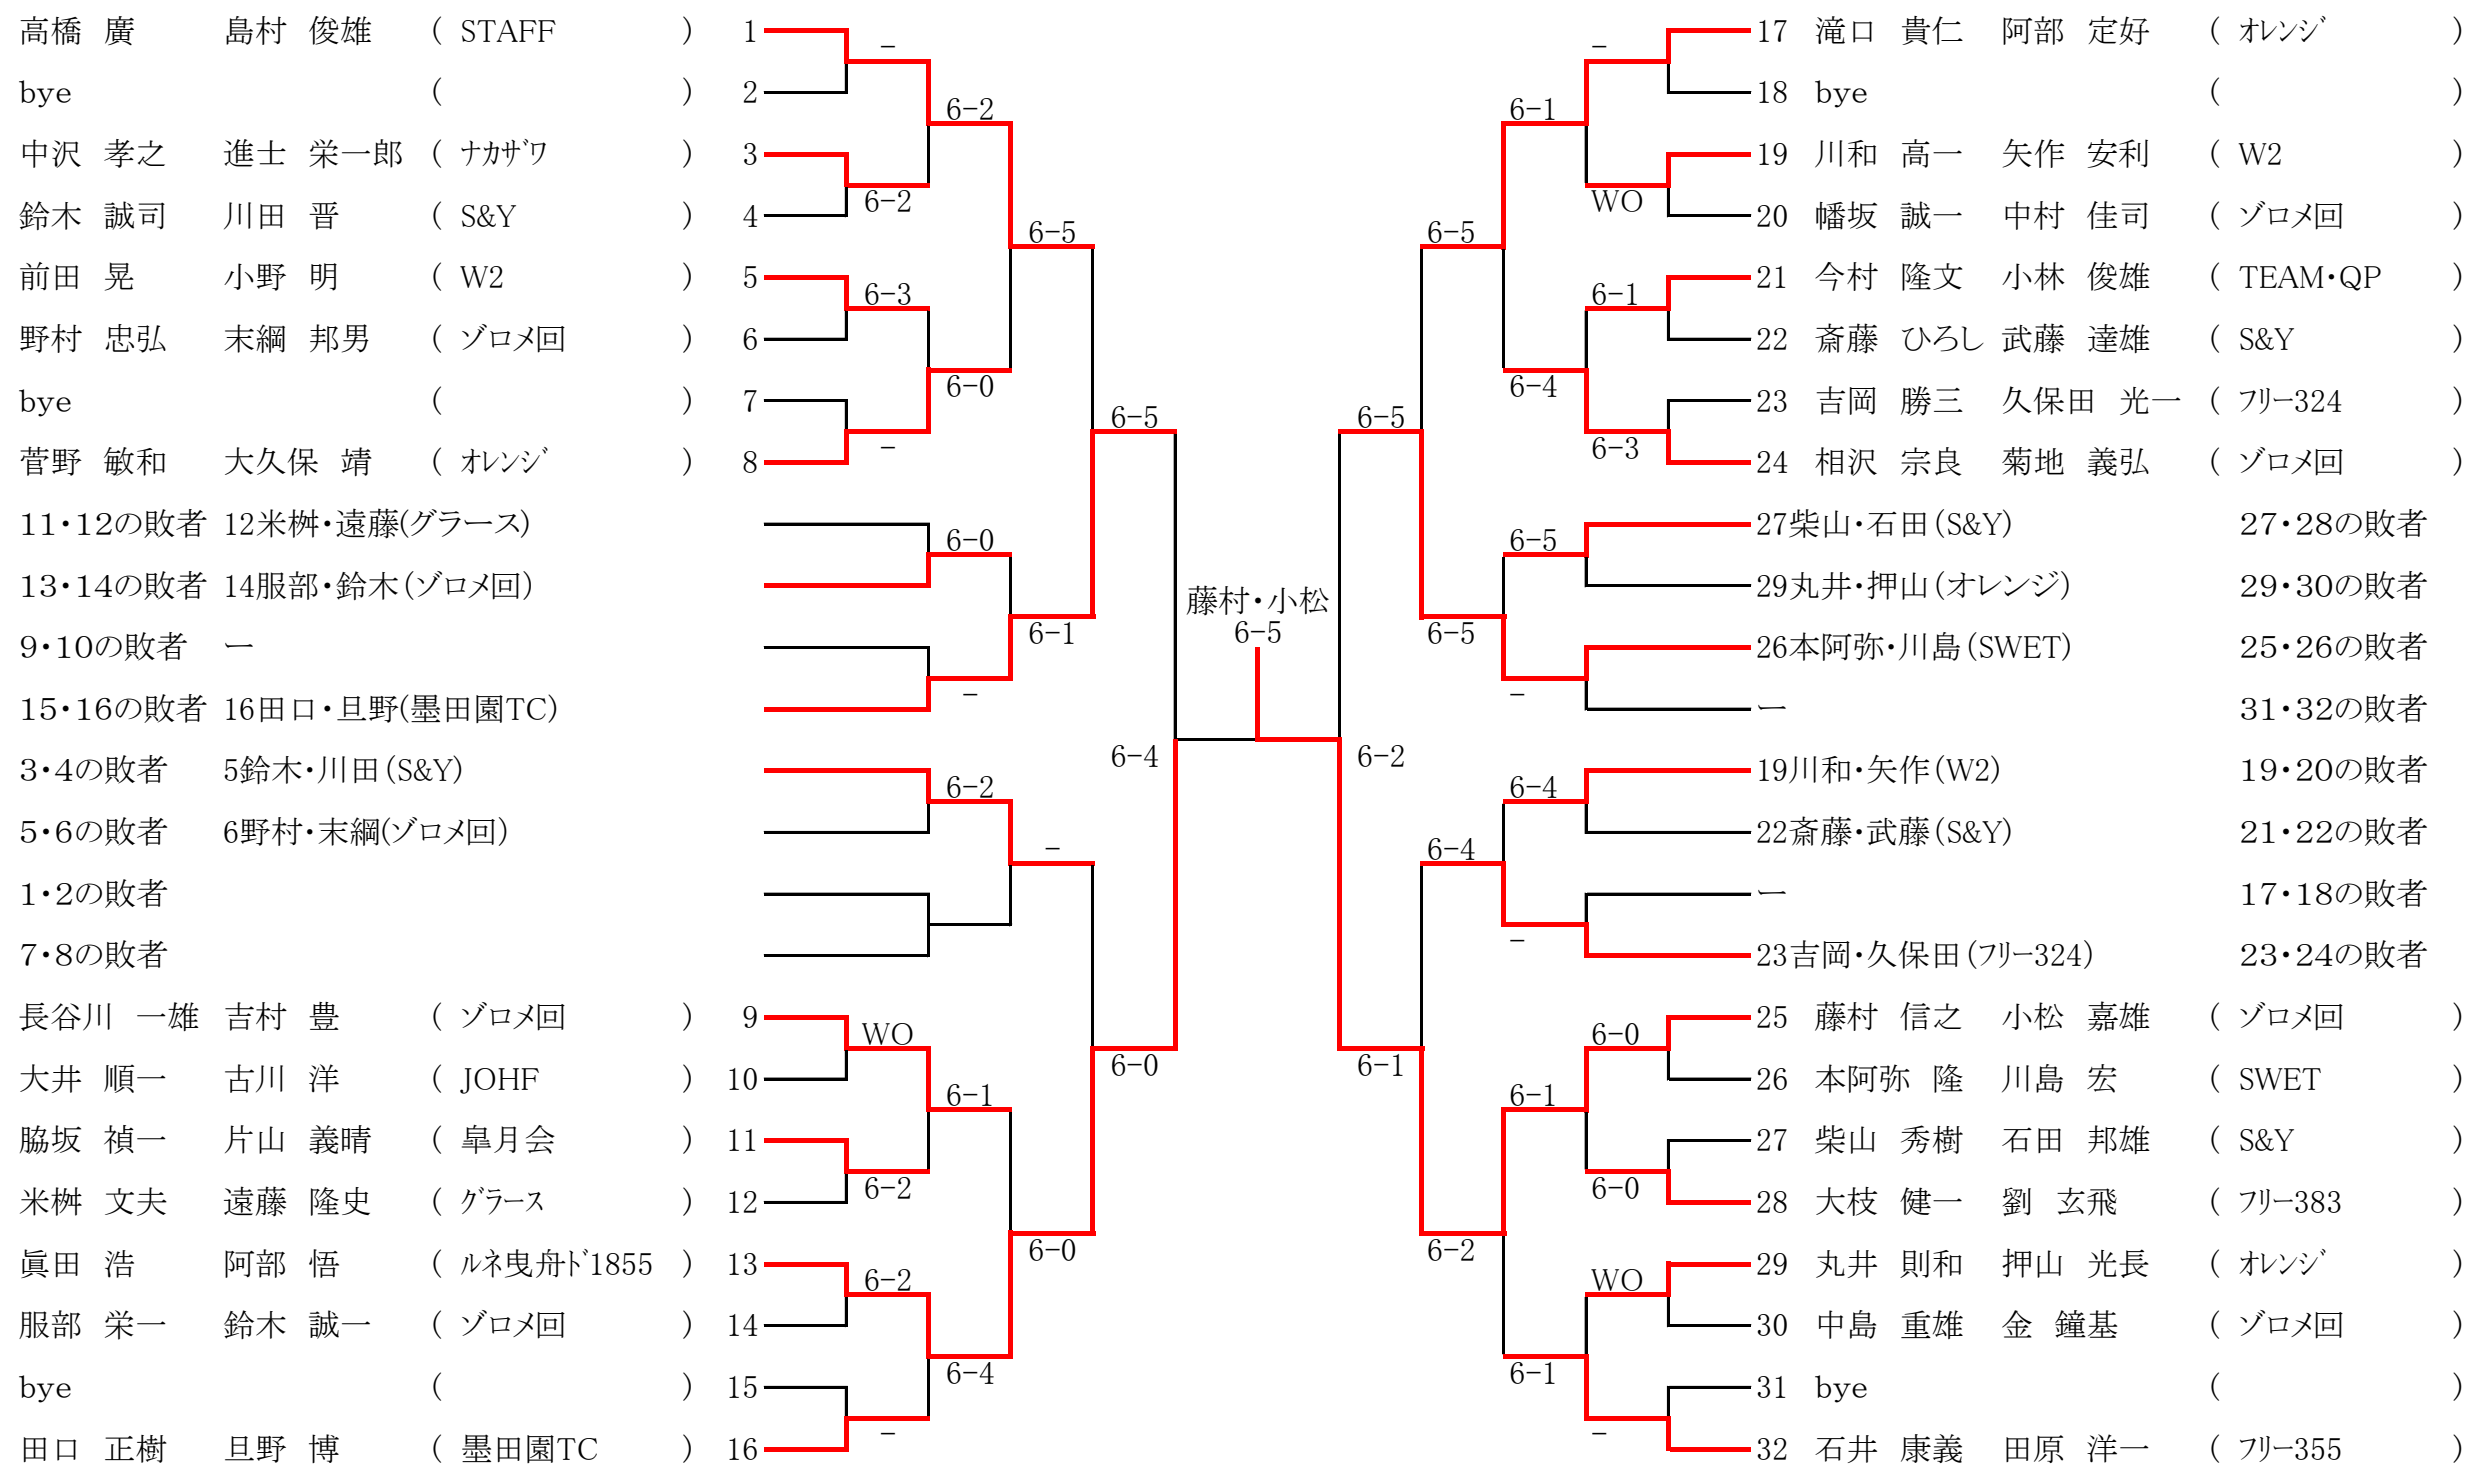 高橋 廣 島村 俊雄 ( STAFF ) 1
bye ( ) 2
中沢 孝之 進士 栄一郎 ( ﾅｶｻﾞﾜ ) 3
鈴木 誠司 川田 晋 ( S&Y ) 4
前田 晃 小野 明 ( W2 ) 5
野村 忠弘 末綱 邦男 ( ゾロメ回 ) 6
bye ( ) 7
菅野 敏和 大久保 靖 ( ｵﾚﾝｼﾞ ) 8
11・12の敗者 12米桝・遠藤(グラース)
13・14の敗者 14服部・鈴木(ゾロメ回)
9・10の敗者 ー
15・16の敗者 16田口・旦野(墨田園TC)
3・4の敗者 5鈴木・川田(S&Y)
5・6の敗者 6野村・末綱(ゾロメ回)
1・2の敗者
7・8の敗者
長谷川 一雄 吉村 豊 ( ゾロメ回 ) 9
大井 順一 古川 洋 ( JOHF ) 10
脇坂 禎一 片山 義晴 ( 皐月会 ) 11
米桝 文夫 遠藤 隆史 ( ｸﾞﾗｰｽ ) 12
眞田 浩 阿部 悟 ( ﾙﾈ曳舟ﾄﾞ1855 ) 13
服部 栄一 鈴木 誠一 ( ゾロメ回 ) 14
bye ( ) 15
田口 正樹 旦野 博 ( 墨田園TC ) 16
-
6-2
6-2
6-5
6-3
6-0
-
6-5
6-0
6-1
-
6-4
6-2
-
6-0
WO
6-1
6-2
6-0
6-2
6-4
-
藤村・小松
6-5
-
6-1
WO
6-5
6-1
6-4
6-3
6-5
6-5
6-5
-
6-2
6-4
6-4
-
6-1
6-0
6-1
6-0
6-2
WO
6-1
-
17 滝口 貴仁 阿部 定好 ( ｵﾚﾝｼﾞ )
18 bye ( )
19 川和 高一 矢作 安利 ( W2 )
20 幡坂 誠一 中村 佳司 ( ゾロメ回 )
21 今村 隆文 小林 俊雄 ( TEAM・QP )
22 斎藤 ひろし 武藤 達雄 ( S&Y )
23 吉岡 勝三 久保田 光一 ( ﾌﾘｰ324 )
24 相沢 宗良 菊地 義弘 ( ゾロメ回 )
27柴山・石田(S&Y) 27・28の敗者
29丸井・押山(オレンジ) 29・30の敗者
26本阿弥・川島(SWET) 25・26の敗者
ー 31・32の敗者
19川和・矢作(W2) 19・20の敗者
22斎藤・武藤(S&Y) 21・22の敗者
ー 17・18の敗者
23吉岡・久保田(ﾌﾘｰ324) 23・24の敗者
25 藤村 信之 小松 嘉雄 ( ゾロメ回 )
26 本阿弥 隆 川島 宏 ( SWET )
27 柴山 秀樹 石田 邦雄 ( S&Y )
28 大枝 健一 劉 玄飛 ( ﾌﾘｰ383 )
29 丸井 則和 押山 光長 ( ｵﾚﾝｼﾞ )
30 中島 重雄 金 鐘基 ( ゾロメ回 )
31 bye ( )
32 石井 康義 田原 洋一 ( ﾌﾘｰ355 )